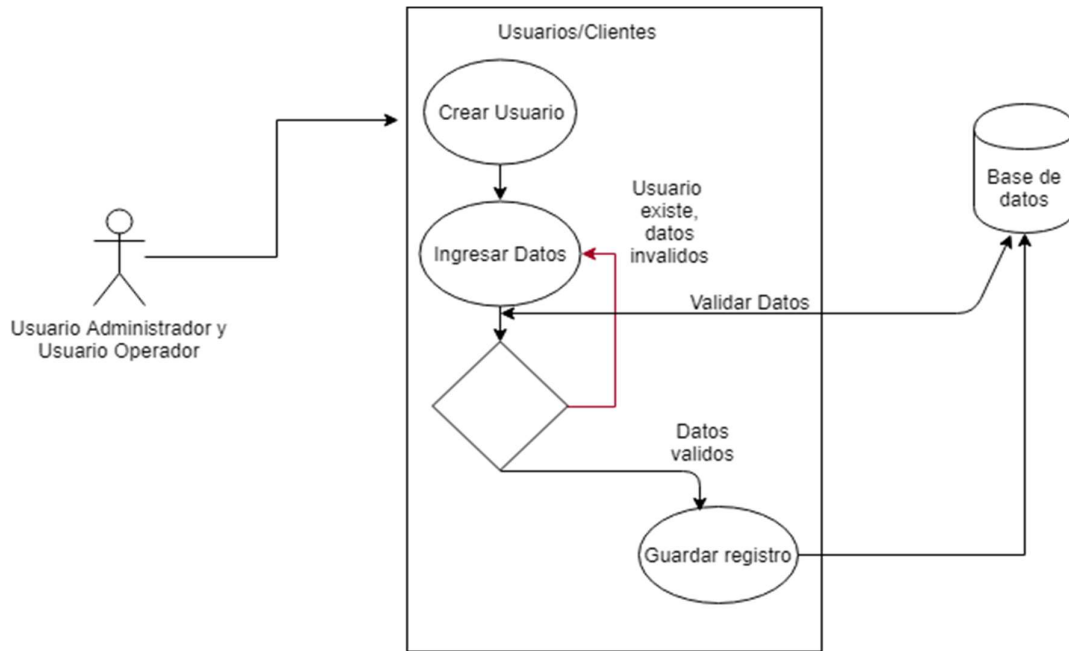 Usuarios/Clientes
Crear Usuario
Usuario
existe,
datos
invalidos
Base de
datos
Ingresar Datos
Validar Datos
Usuario Administrador y
Usuario Operador
Datos
validos
Guardar registro